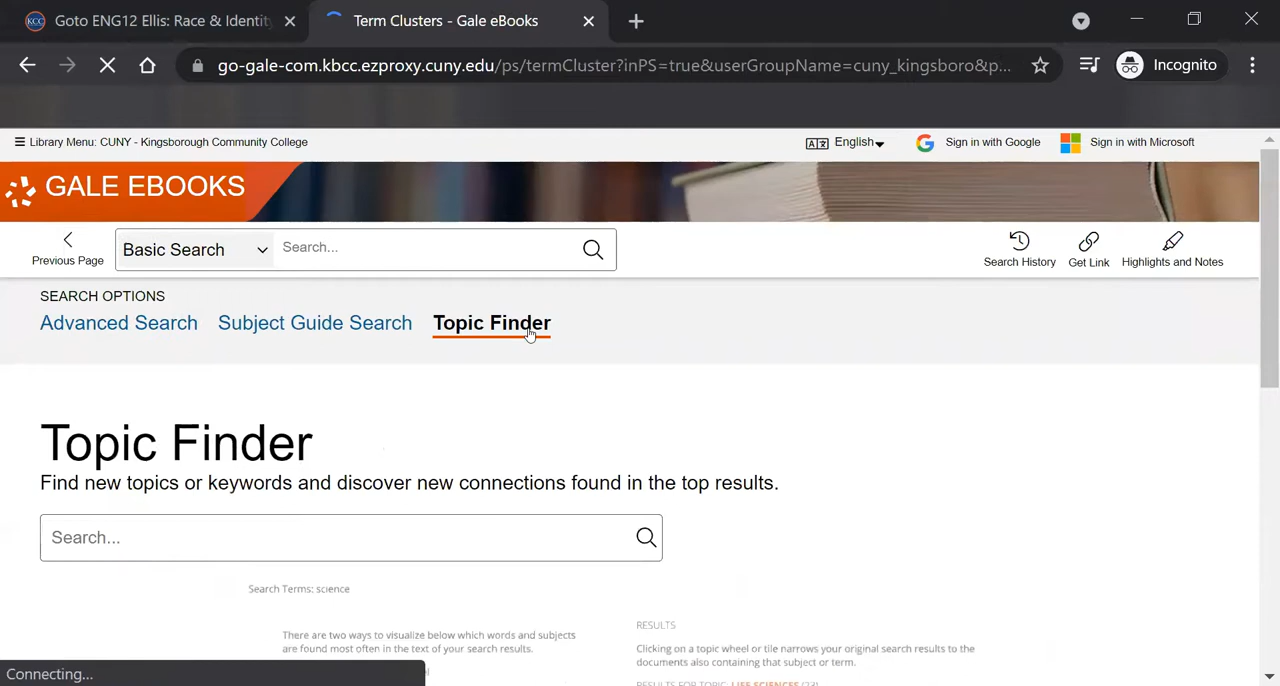 Goto ENG12 Ellis: Race & Identity
Term Clusters - Gale eBooks
go-gale-com.kbcc.ezproxy.cuny.edu/ps/termCluster?inPS=true&userGroupName=cuny_kingsboro&p...
Incognito
Library Menu: CUNY - Kingsborough Community College
English
Sign in with Google
Sign in with Microsoft
GALE EBOOKS
Previous Page
Basic Search
Search...
Search History
Get Link
Highlights and Notes
SEARCH OPTIONS
Advanced Search
Subject Guide Search
Topic Finder
Topic Finder
Find new topics or keywords and discover new connections found in the top results.
Search...
Search Terms: science
There are two ways to visualize below which words and subjects
are found most often in the text of your search results.
RESULTS
Clicking on a topic wheel or tile narrows your original search results to the
documents also containing that subject or term.
RESULTS FOR TOPIC: LIFE SCIENCES (23)
Connecting...